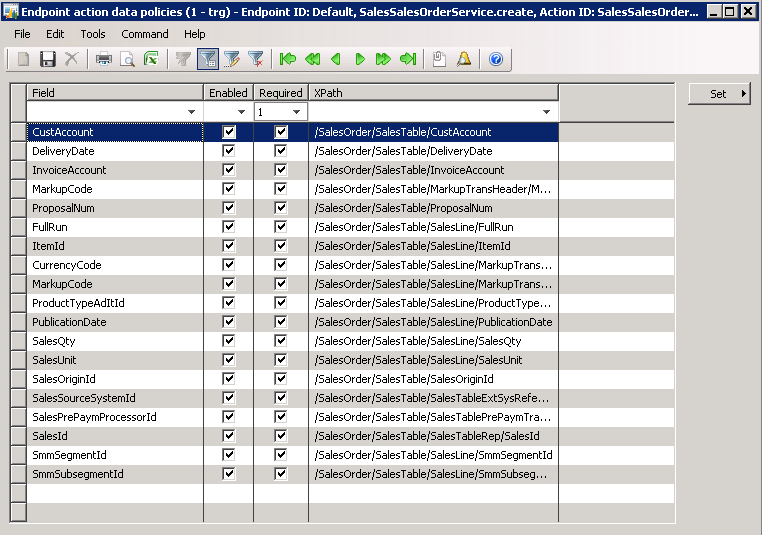 Endpoint action data policies (1 - trg) - Endpoint ID: Default, SalesSalesOrderService.create, Action ID: SalesSalesOrder...
File Edit Tools Command Help
Field Enabled Required XPath Set
1
CustAccount /SalesOrder/SalesTable/CustAccount
DeliveryDate /SalesOrder/SalesTable/DeliveryDate
InvoiceAccount /SalesOrder/SalesTable/InvoiceAccount
MarkupCode /SalesOrder/SalesTable/MarkupTransHeader/M...
ProposalNum /SalesOrder/SalesTable/ProposalNum
FullRun /SalesOrder/SalesTable/SalesLine/FullRun
ItemId /SalesOrder/SalesTable/SalesLine/ItemId
CurrencyCode /SalesOrder/SalesTable/SalesLine/MarkupTrans...
MarkupCode /SalesOrder/SalesTable/SalesLine/MarkupTrans...
ProductTypeAdItId /SalesOrder/SalesTable/SalesLine/ProductType...
PublicationDate /SalesOrder/SalesTable/SalesLine/PublicationDate
SalesQty /SalesOrder/SalesTable/SalesLine/SalesQty
SalesUnit /SalesOrder/SalesTable/SalesLine/SalesUnit
SalesOriginId /SalesOrder/SalesTable/SalesOriginId
SalesSourceSystemId /SalesOrder/SalesTable/SalesTableExtSysRefe...
SalesPrePaymProcessorId /SalesOrder/SalesTable/SalesTablePrePaymTra...
SalesId /SalesOrder/SalesTable/SalesTableRep/SalesId
SmmSegmentId /SalesOrder/SalesTable/SalesLine/SmmSegmentId
SmmSubsegmentId /SalesOrder/SalesTable/SalesLine/SmmSubseg...